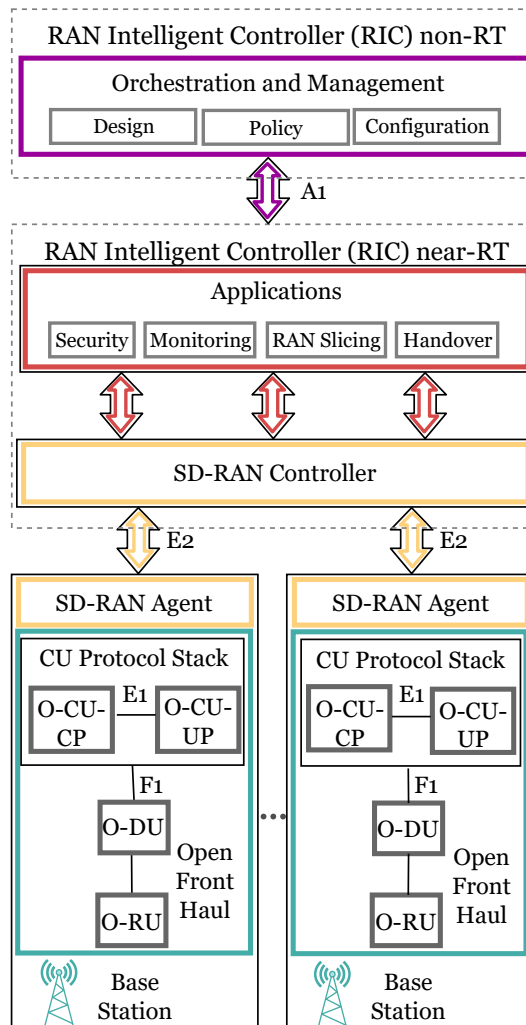 RAN Intelligent Controller (RIC) non-RT
Orchestration and Management
Design
Policy
Configuration
A1
RAN Intelligent Controller (RIC) near-RT
Applications
Security
Monitoring
RAN Slicing
Handover
SD-RAN Controller
E2
E2
SD-RAN Agent
CU Protocol Stack
O-CU-
CP
E1
O-CU-
UP
F1
O-DU
Open
Front
Haul
O-RU
Base
Station
...
SD-RAN Agent
CU Protocol Stack
O-CU-
CP
E1
O-CU-
UP
F1
O-DU
Open
Front
Haul
O-RU
Base
Station